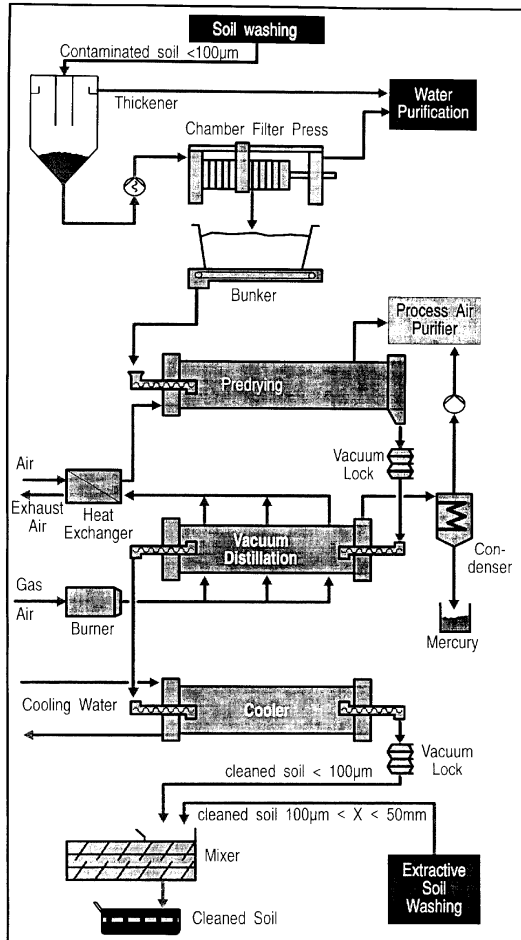 Soil washing
Contaminated soil <100µm
Thickener
Water
Purification
Chamber Filter Press
Bunker
Process Air
Purifier
Predrying
Vacuum
Lock
Air
Exhaust
Air
Heat
Exchanger
Vacuum
Distillation
Con-
denser
Gas
Air
Burner
Mercury
Cooling Water
Cooler
Vacuum
Lock
cleaned soil < 100µm
cleaned soil 100µm < X < 50mm
Mixer
Extractive
Soil
Washing
Cleaned Soil